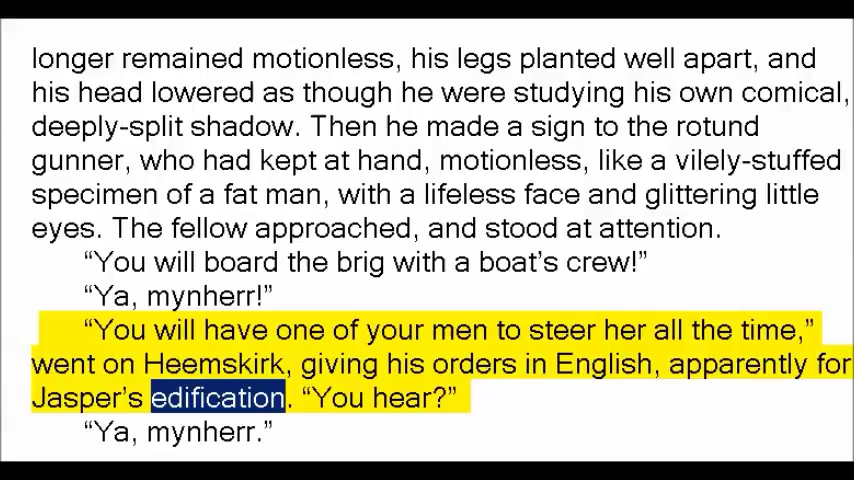 longer remained motionless, his legs planted well apart, and
his head lowered as though he were studying his own comical,
deeply-split shadow. Then he made a sign to the rotund
gunner, who had kept at hand, motionless, like a vilely-stuffed
specimen of a fat man, with a lifeless face and glittering little
eyes. The fellow approached, and stood at attention.
“You will board the brig with a boat’s crew!”
“Ya, mynherr!”
“You will have one of your men to steer her all the time,”
went on Heemskirk, giving his orders in English, apparently for
Jasper’s edification. “You hear?”
“Ya, mynherr.”